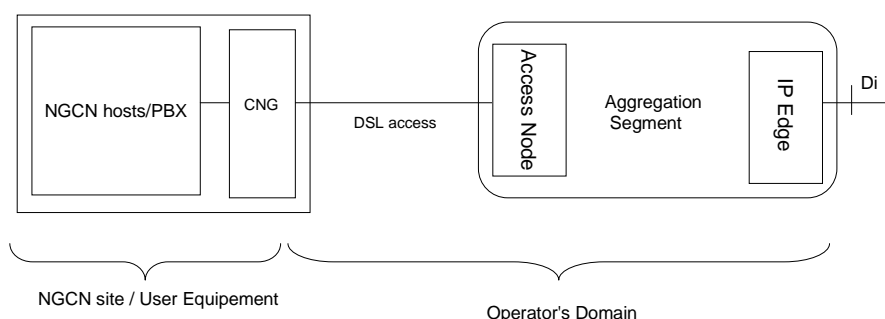 NGCN hosts/PBX
CNG
DSL access
Access Node
Aggregation
Segment
IP Edge
Di
NGCN site / User Equipement
Operator's Domain